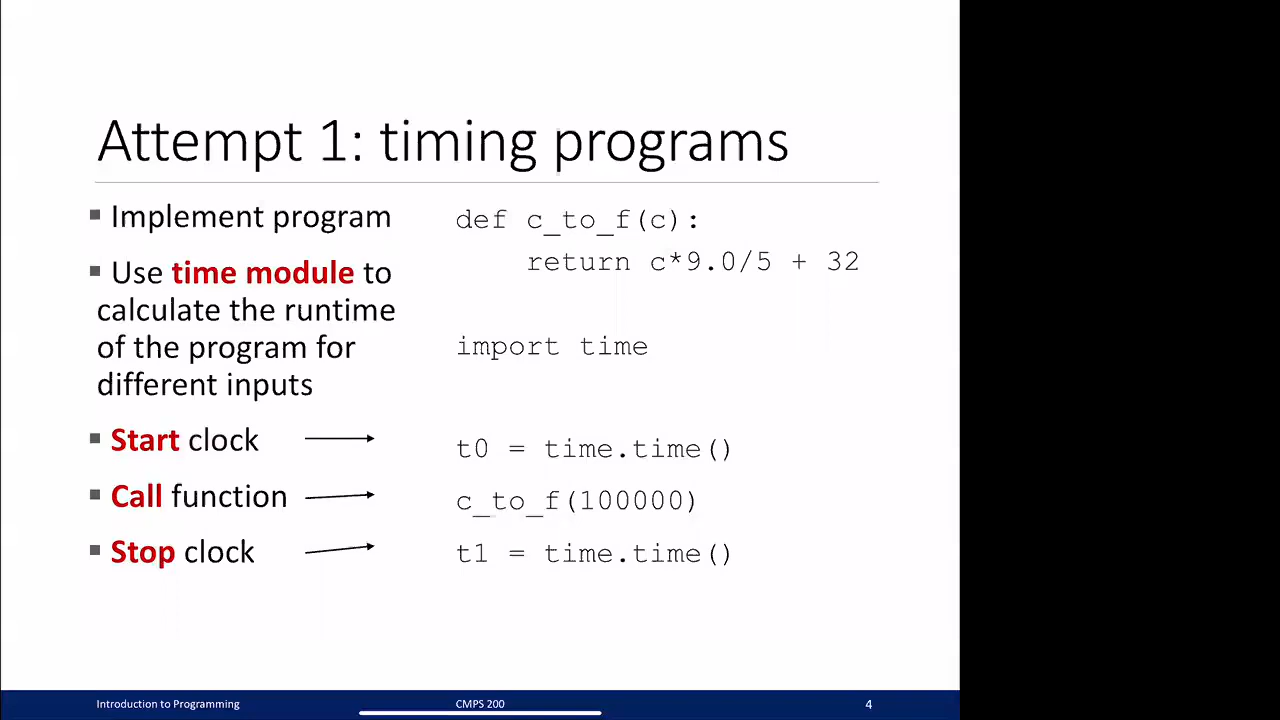 Attempt 1: timing programs
▪ Implement program
▪ Use time module to
calculate the runtime
of the program for
different inputs
▪ Start clock
▪ Call function
▪ Stop clock
def c_to_f(c):
    return c*9.0/5 + 32
import time
t0 = time.time()
c_to_f(100000)
t1 = time.time()
Introduction to Programming
CMPS 200
4